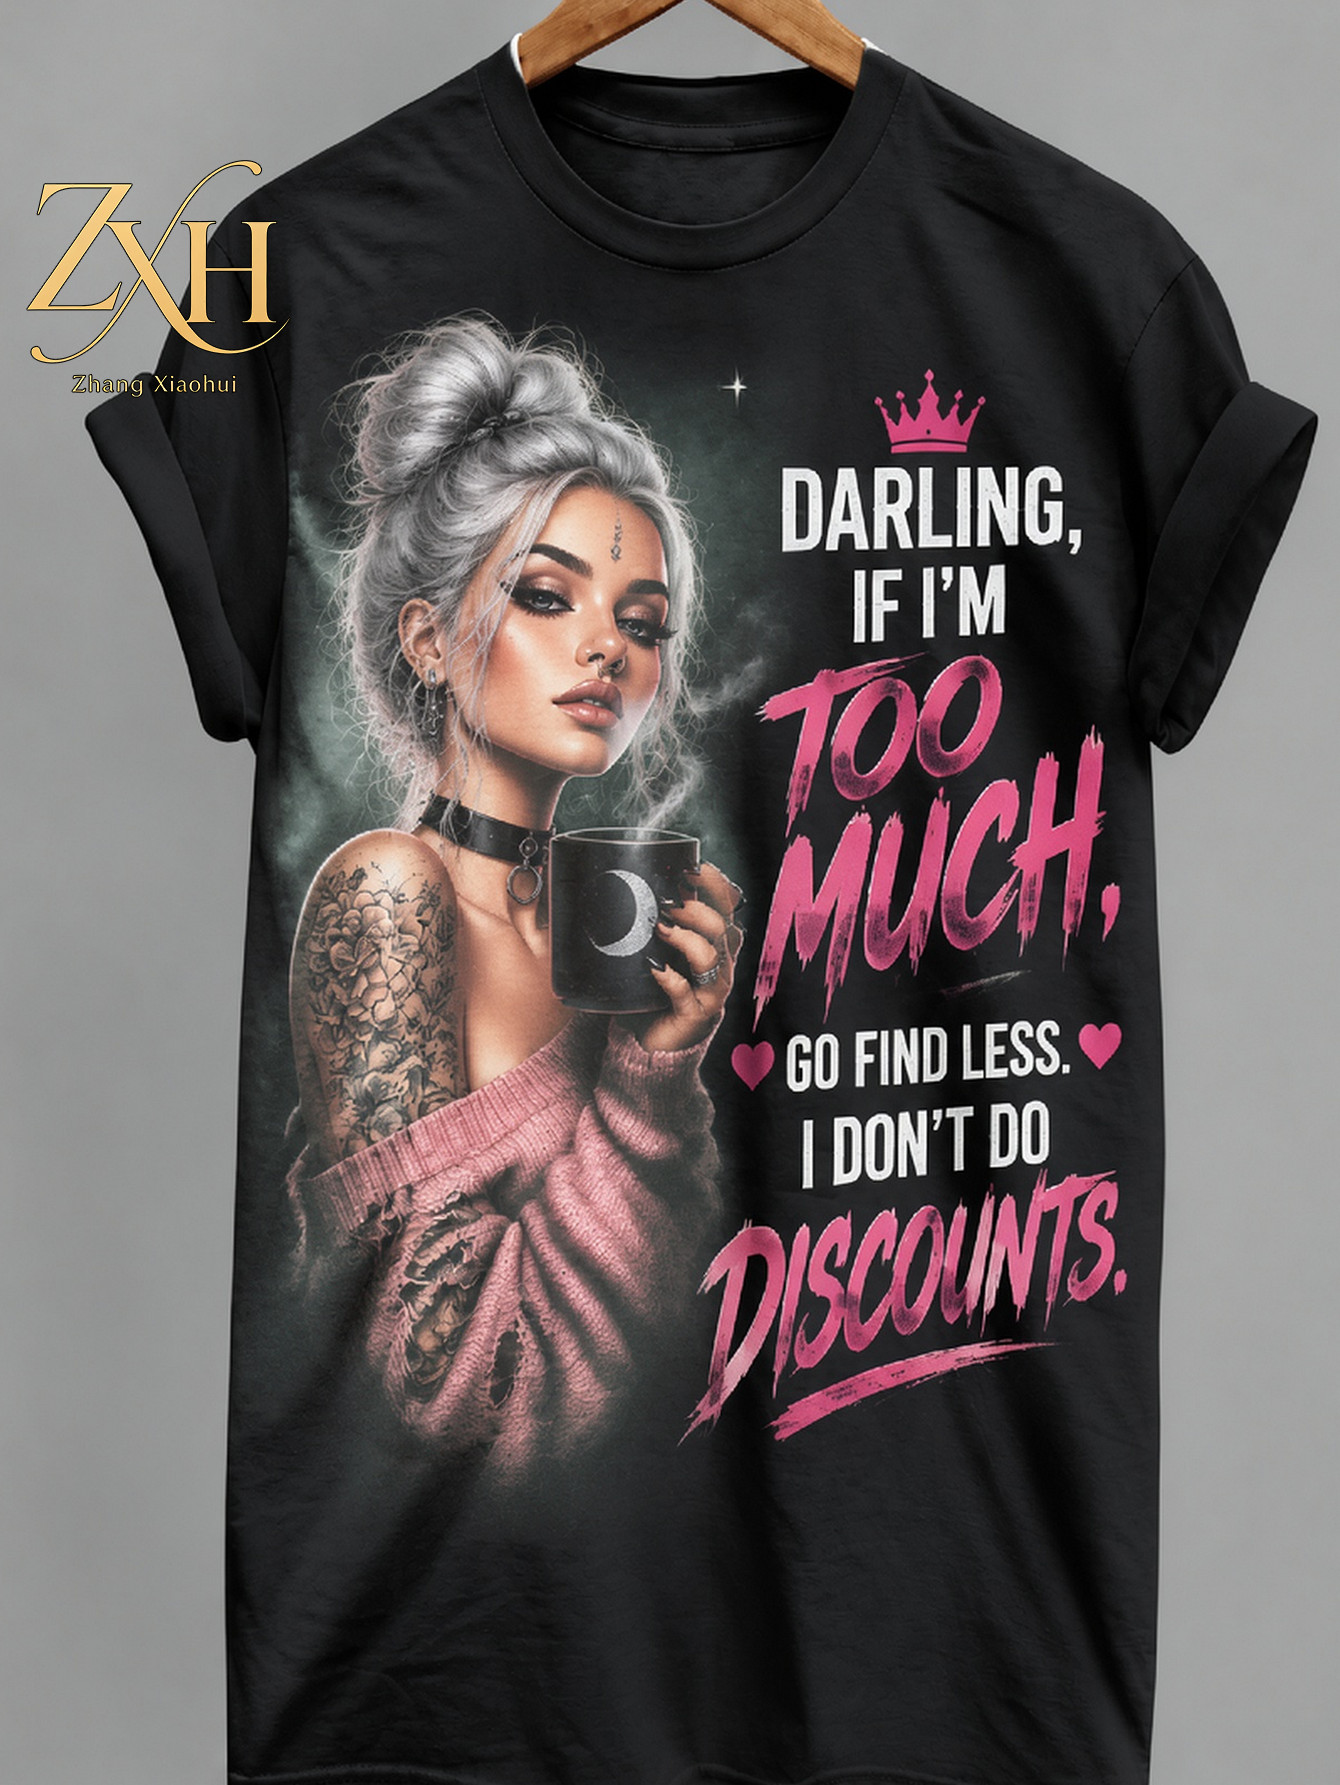 ZXH
Zhang Xiaohui
DARLING,
IF I'M
TOO
MUCH,
GO FIND LESS.
I DON'T DO
DISCOUNTS.